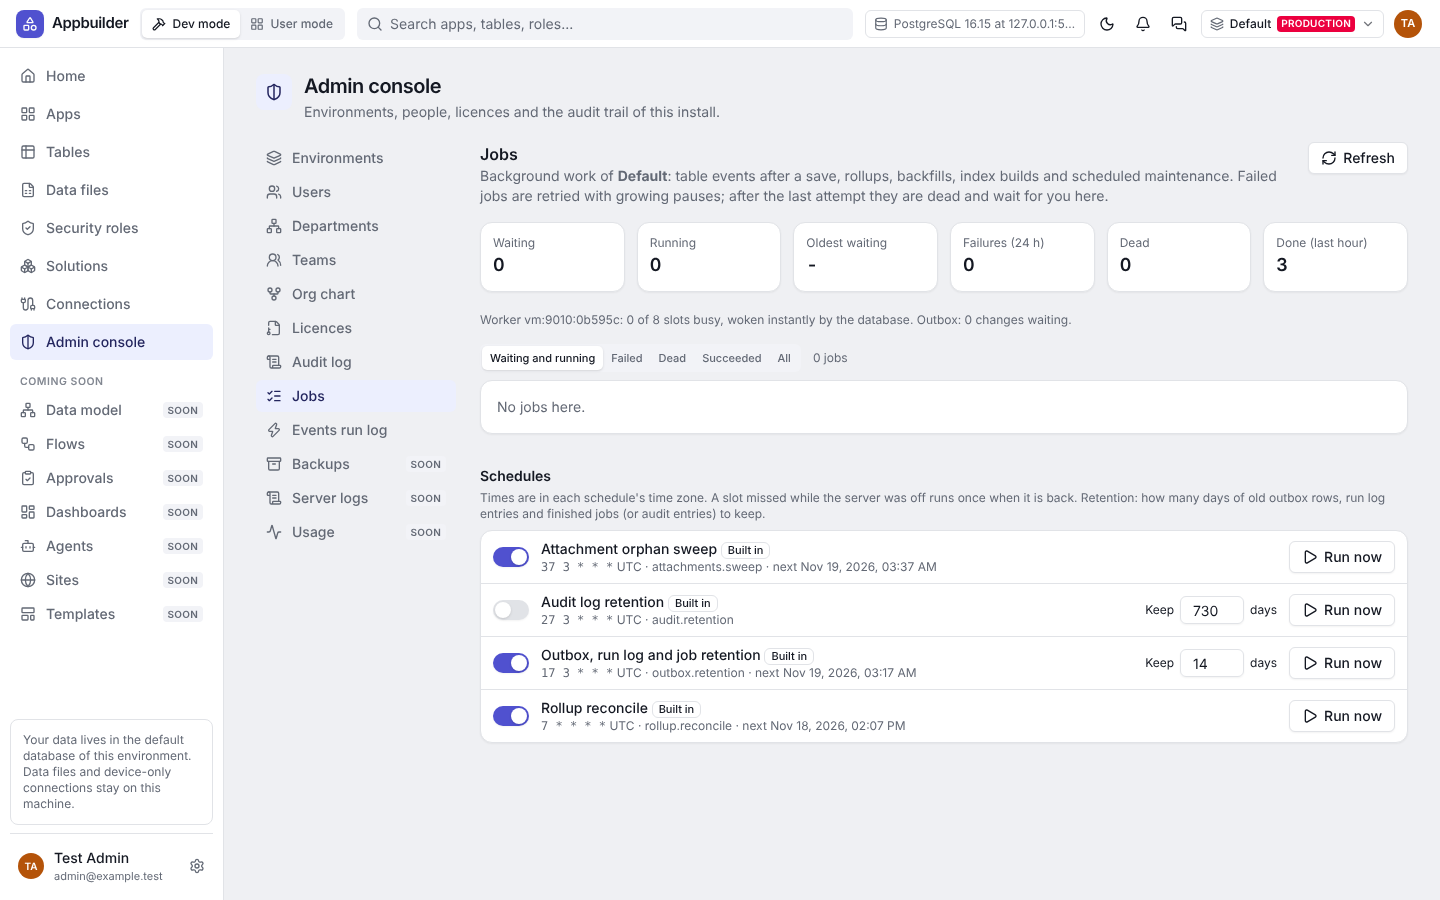 Appbuilder
Dev mode
User mode
Search apps, tables, roles...
PostgreSQL 16.15 at 127.0.0.1:5...
Default PRODUCTION
TA
Home
Apps
Tables
Data files
Security roles
Solutions
Connections
Admin console
COMING SOON
Data model SOON
Flows SOON
Approvals SOON
Dashboards SOON
Agents SOON
Sites SOON
Templates SOON
Your data lives in the default
database of this environment.
Data files and device-only
connections stay on this
machine.
TA
Test Admin
admin@example.test
Admin console
Environments, people, licences and the audit trail of this install.
Environments
Users
Departments
Teams
Org chart
Licences
Audit log
Jobs
Events run log
Backups SOON
Server logs SOON
Usage SOON
Jobs
Background work of Default: table events after a save, rollups, backfills, index builds and scheduled maintenance. Failed
jobs are retried with growing pauses; after the last attempt they are dead and wait for you here.
Refresh
Waiting
0
Running
0
Oldest waiting
-
Failures (24 h)
0
Dead
0
Done (last hour)
3
Worker vm:9010:0b595c: 0 of 8 slots busy, woken instantly by the database. Outbox: 0 changes waiting.
Waiting and running Failed Dead Succeeded All 0 jobs
No jobs here.
Schedules
Times are in each schedule's time zone. A slot missed while the server was off runs once when it is back. Retention: how many days of old outbox rows, run log
entries and finished jobs (or audit entries) to keep.
Attachment orphan sweep Built in
37 3 * * * UTC · attachments.sweep · next Nov 19, 2026, 03:37 AM
Run now
Audit log retention Built in
27 3 * * * UTC · audit.retention
Keep 730 days Run now
Outbox, run log and job retention Built in
17 3 * * * UTC · outbox.retention · next Nov 19, 2026, 03:17 AM
Keep 14 days Run now
Rollup reconcile Built in
7 * * * * UTC · rollup.reconcile · next Nov 18, 2026, 02:07 PM
Run now